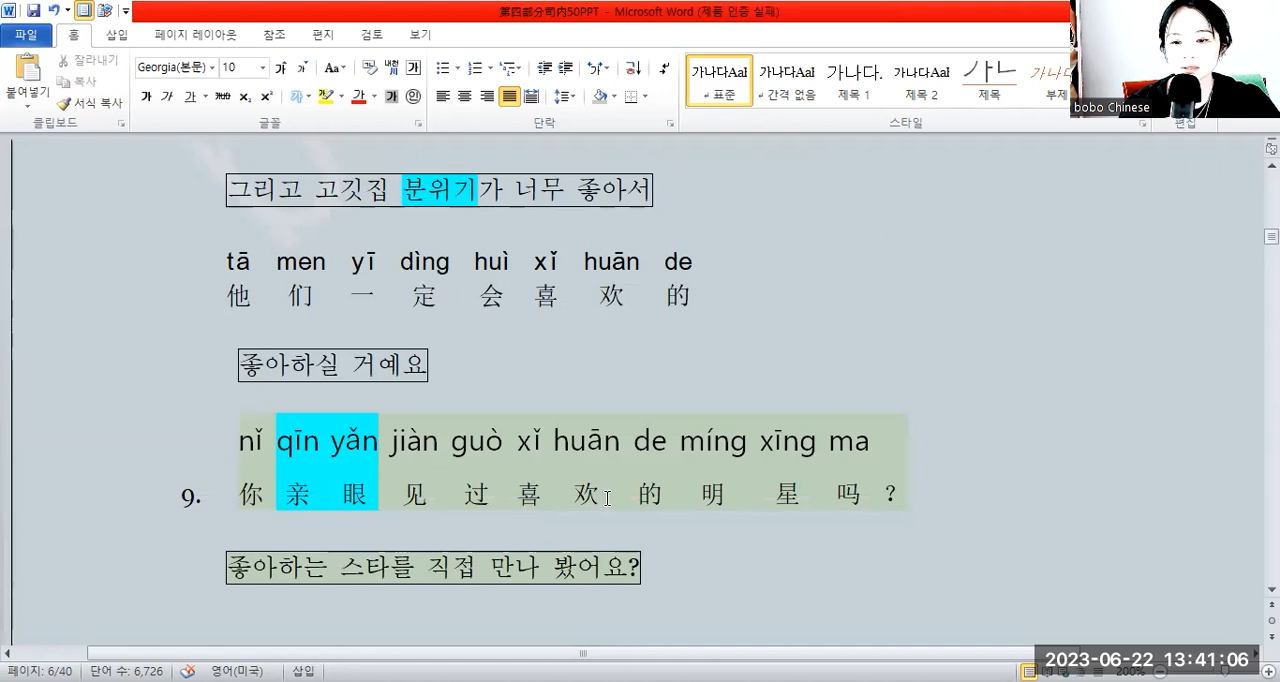 第四部分司内50PPT - Microsoft Word (제품 인증 실패)
파일 홈 삽입 페이지 레이아웃 참조 편지 검토 보기
붙여넣기
잘라내기
복사
서식 복사
클립보드
Georgia(본문) 10
글꼴
단락
가나다AaI 가나다AaI 가나다. 가나다AaI
↲ 표준 ↲ 간격 없음 제목 1 제목 2 제목 부제
스타일
편집
bobo Chinese
그리고 고깃집 분위기가 너무 좋아서
tā men yī dìng huì xǐ huān de
他 们 一 定 会 喜 欢 的
좋아하실 거예요
nǐ qīn yǎn jiàn guò xǐ huān de míng xīng ma
9. 你 亲 眼 见 过 喜 欢 的 明 星 吗 ?
좋아하는 스타를 직접 만나 봤어요?
페이지: 6/40 단어 수: 6,726 영어(미국) 삽입
200%
2023-06-22 13:41:06